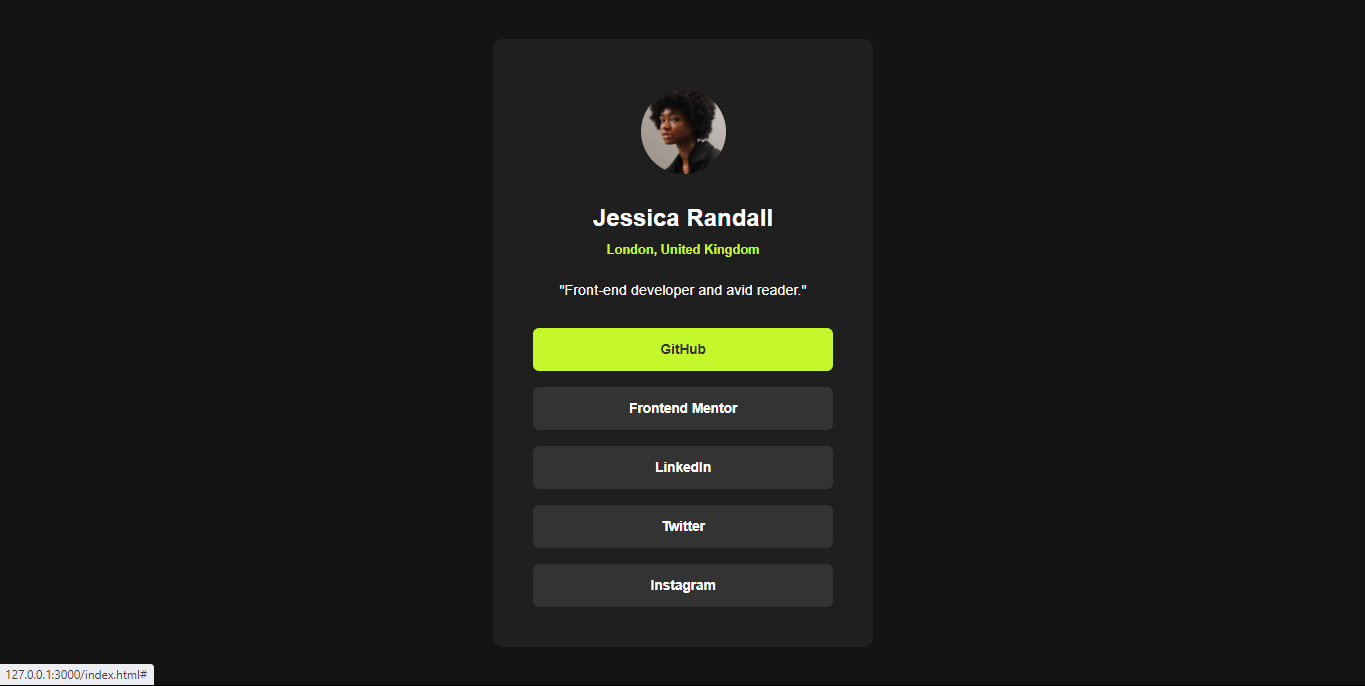 Jessica Randall
London, United Kingdom
"Front-end developer and avid reader."
GitHub
Frontend Mentor
LinkedIn
Twitter
Instagram
127.0.0.1:3000/index.html#